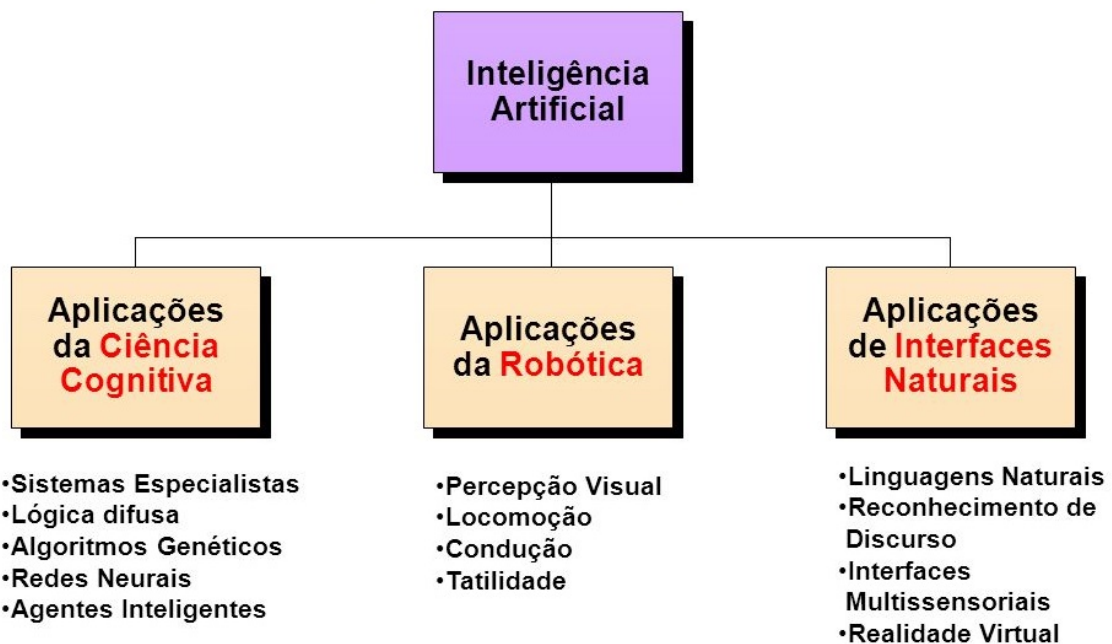 Inteligência
Artificial
Aplicações
da Ciência
Cognitiva
•Sistemas Especialistas
•Lógica difusa
•Algoritmos Genéticos
•Redes Neurais
•Agentes Inteligentes
Aplicações
da Robótica
•Percepção Visual
•Locomoção
•Condução
•Tatilidade
Aplicações
de Interfaces
Naturais
•Linguagens Naturais
•Reconhecimento de
Discurso
•Interfaces
Multissensoriais
•Realidade Virtual